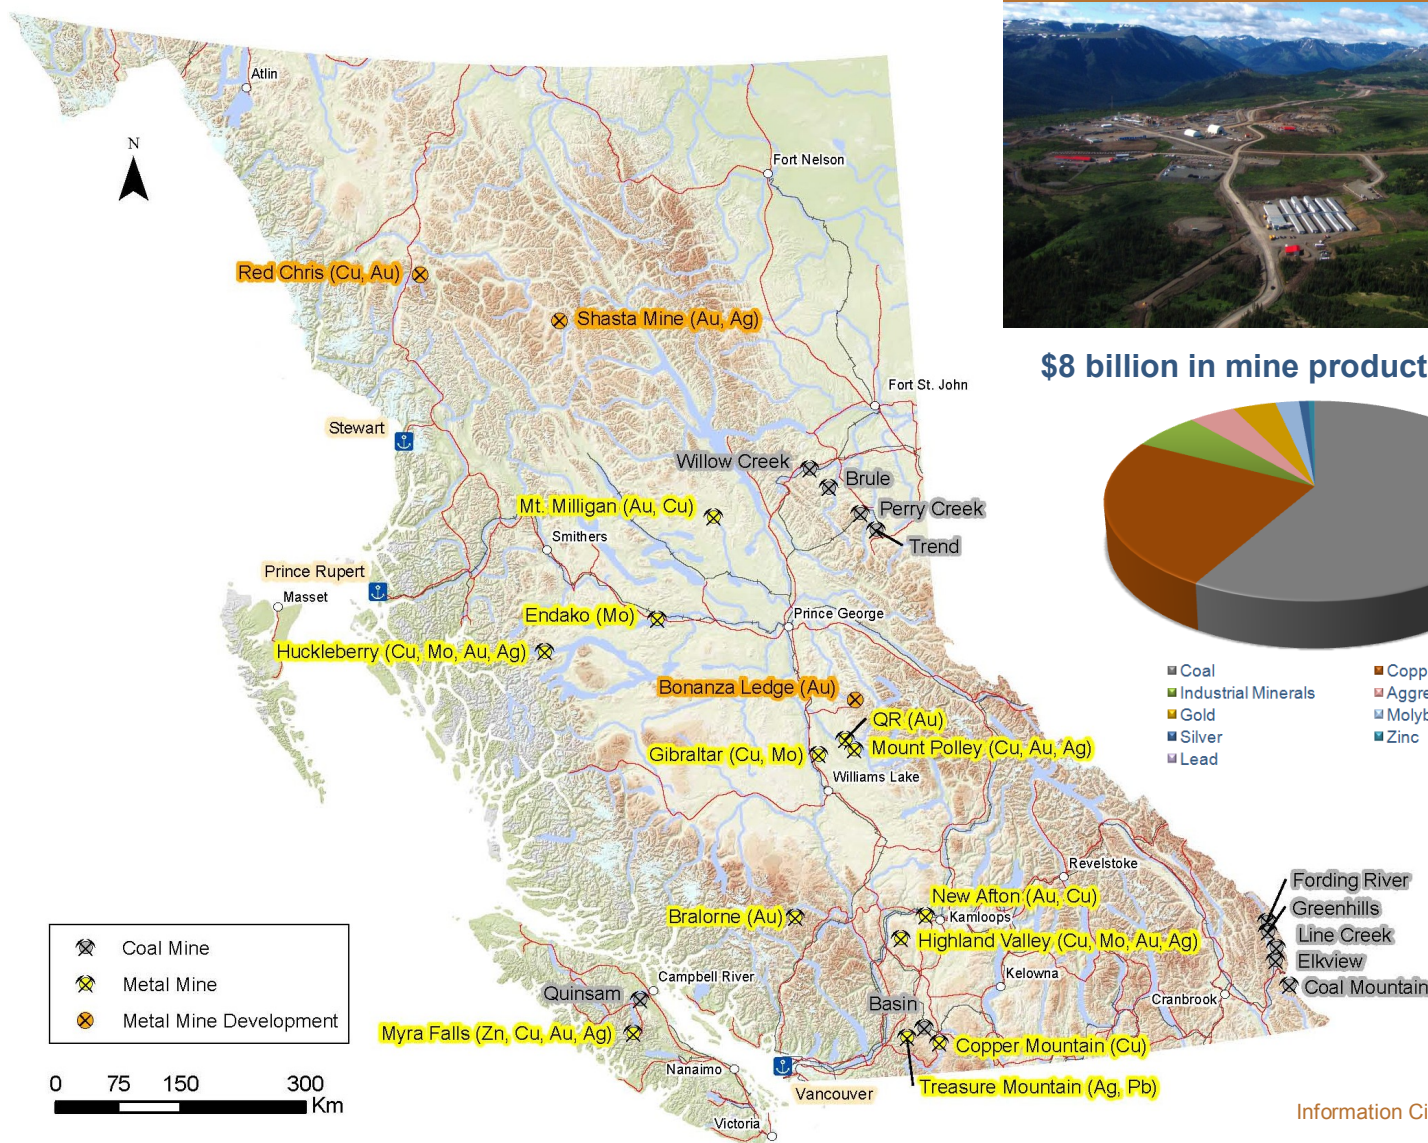 Atlin
N
Fort Nelson
Red Chris (Cu, Au)
Shasta Mine (Au, Ag)
$8 billion in mine product
Fort St. John
Stewart
Willow Creek
Brule
Mt. Milligan (Au, Cu)
Perry Creek
Smithers
Trend
Prince Rupert
Masset
Endako (Mo)
Prince George
Huckleberry (Cu, Mo, Au, Ag)
Coal
Copp
Industrial Minerals
Aggre
Gold
Molyb
Silver
Zinc
Lead
Bonanza Ledge (Au)
QR (Au)
Gibraltar (Cu, Mo)
Mount Polley (Cu, Au, Ag)
Williams Lake
Revelstoke
Fording River
New Afton (Au, Cu)
Greenhills
Bralorne (Au)
Kamloops
Line Creek
Highland Valley (Cu, Mo, Au, Ag)
Elkview
Coal Mine
Campbell River
Kelowna
Coal Mountain
Metal Mine
Quinsam
Basin
Cranbrook
Metal Mine Development
Myra Falls (Zn, Cu, Au, Ag)
Copper Mountain (Cu)
Nanaimo
Treasure Mountain (Ag, Pb)
0 75 150 300
Km
Vancouver
Victoria
Information Ci